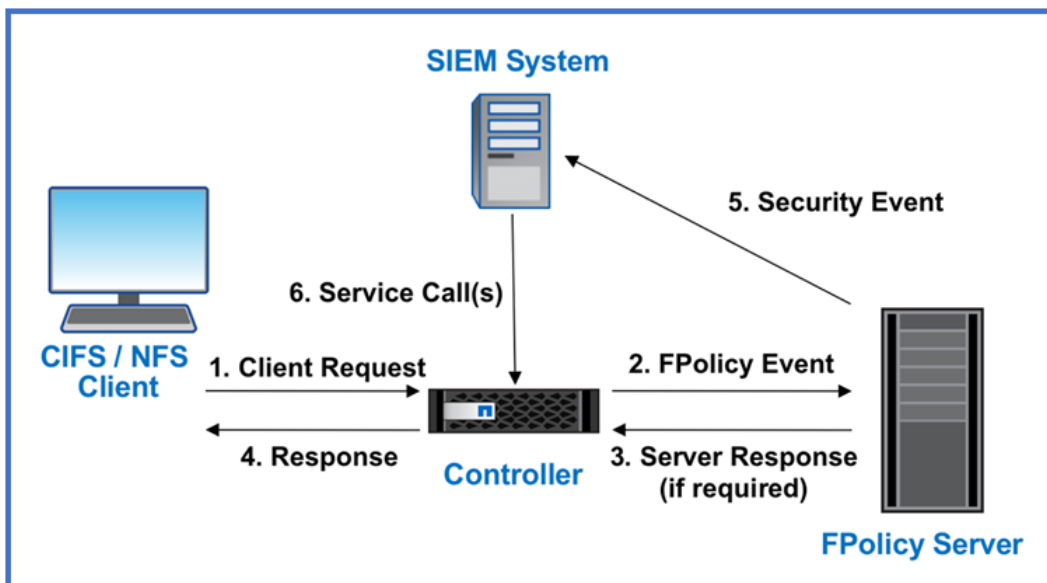 SIEM System
5. Security Event
6. Service Call(s)
CIFS / NFS
Client
1. Client Request
2. FPolicy Event
4. Response
3. Server Response
(if required)
Controller
FPolicy Server